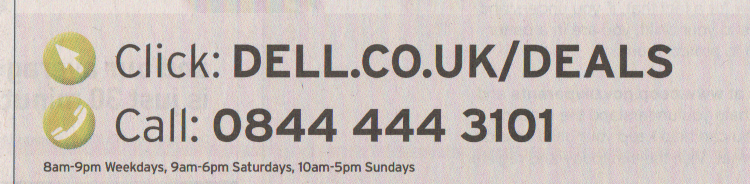 Click: DELL.CO.UK/DEALS
Call: 0844 444 3101
8am-9pm Weekdays, 9am-6pm Saturdays, 10am-5pm Sundays